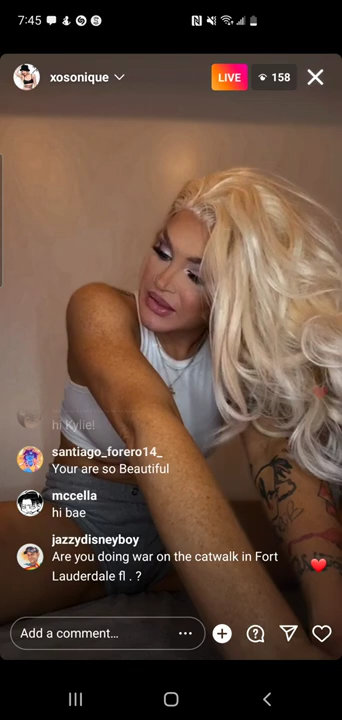 7:45
xosonique
LIVE
158
hi Kylie!
santiago_forero14_
Your are so Beautiful
mccella
hi bae
jazzydisneyboy
Are you doing war on the catwalk in Fort
Lauderdale fl . ?
Add a comment...